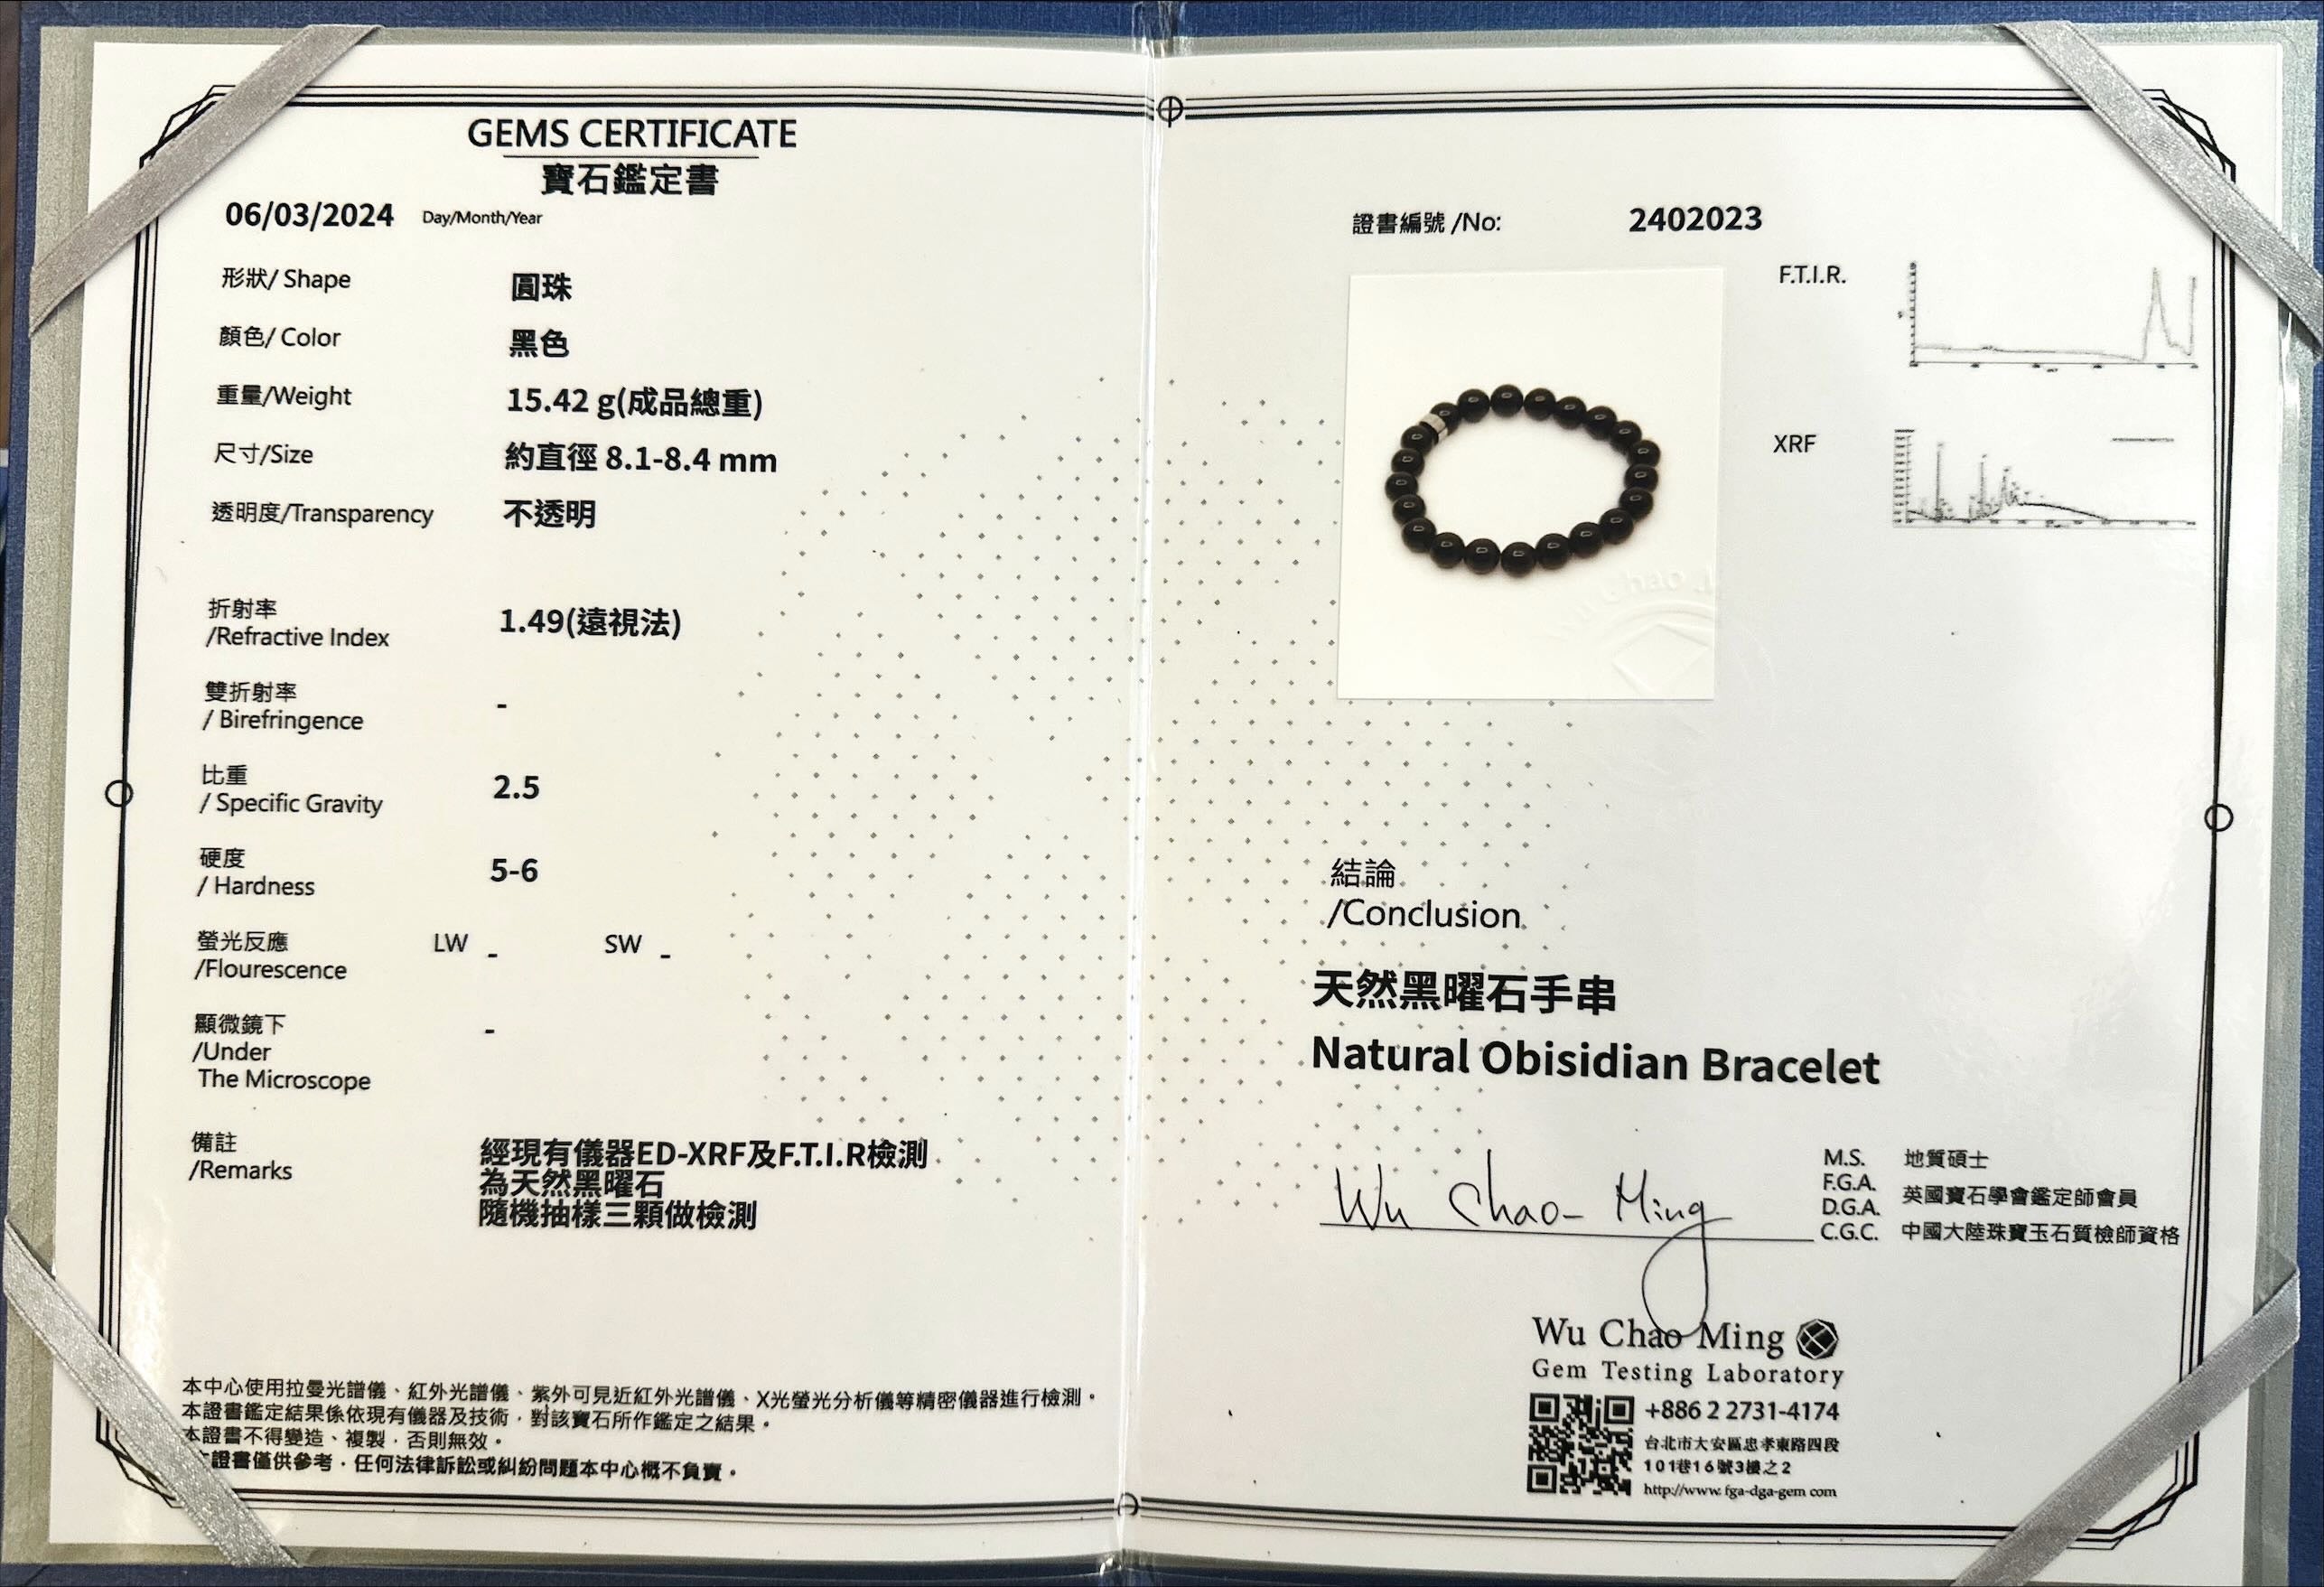 GEMS CERTIFICATE
寶石鑑定書
06/03/2024 Day/Month/Year
形狀/ Shape 圓珠
顏色/ Color 黑色
重量/Weight 15.42 g(成品總重)
尺寸/Size 約直徑 8.1-8.4 mm
透明度/Transparency 不透明
折射率
/Refractive Index 1.49(遠視法)
雙折射率
/ Birefringence -
比重
/ Specific Gravity 2.5
硬度
/ Hardness 5-6
螢光反應 LW - SW -
/Flourescence
顯微鏡下 -
/Under
The Microscope
備註
/Remarks
經現有儀器ED-XRF及F.T.I.R檢測
為天然黑曜石
隨機抽樣三顆做檢測
本中心使用拉曼光譜儀、紅外光譜儀、紫外可見近紅外光譜儀、X光螢光分析儀等精密儀器進行檢測。
本證書鑑定結果係依現有儀器及技術，對該寶石所作鑑定之結果。
本證書不得變造、複製，否則無效。
證書僅供參考，任何法律訴訟或糾紛問題本中心概不負責。
證書編號 /No: 2402023
F.T.I.R.
XRF
Wu Chao
結論
/Conclusion
天然黑曜石手串
Natural Obisidian Bracelet
Wu Chao-Ming
M.S. 地質碩士
F.G.A.
D.G.A. 英國寶石學會鑑定師會員
C.G.C. 中國大陸珠寶玉石質檢師資格
Wu Chao Ming
Gem Testing Laboratory
+886 2 2731-4174
台北市大安區忠孝東路四段
101巷16號3樓之2
http://www.fga-dga-gem.com